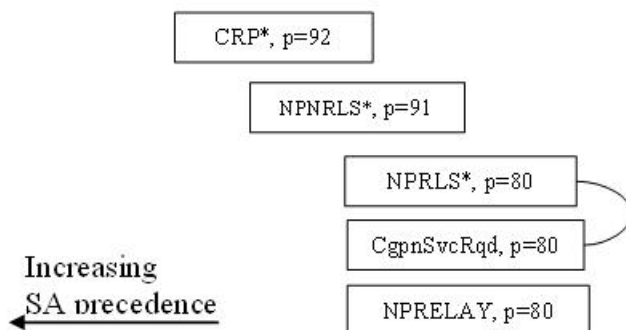 CRP*, p=92
NPNRLS*, p=91
NPRLS*, p=80
CgpnSvcRqd, p=80
NPRELAY, p=80
Increasing
SA precedence